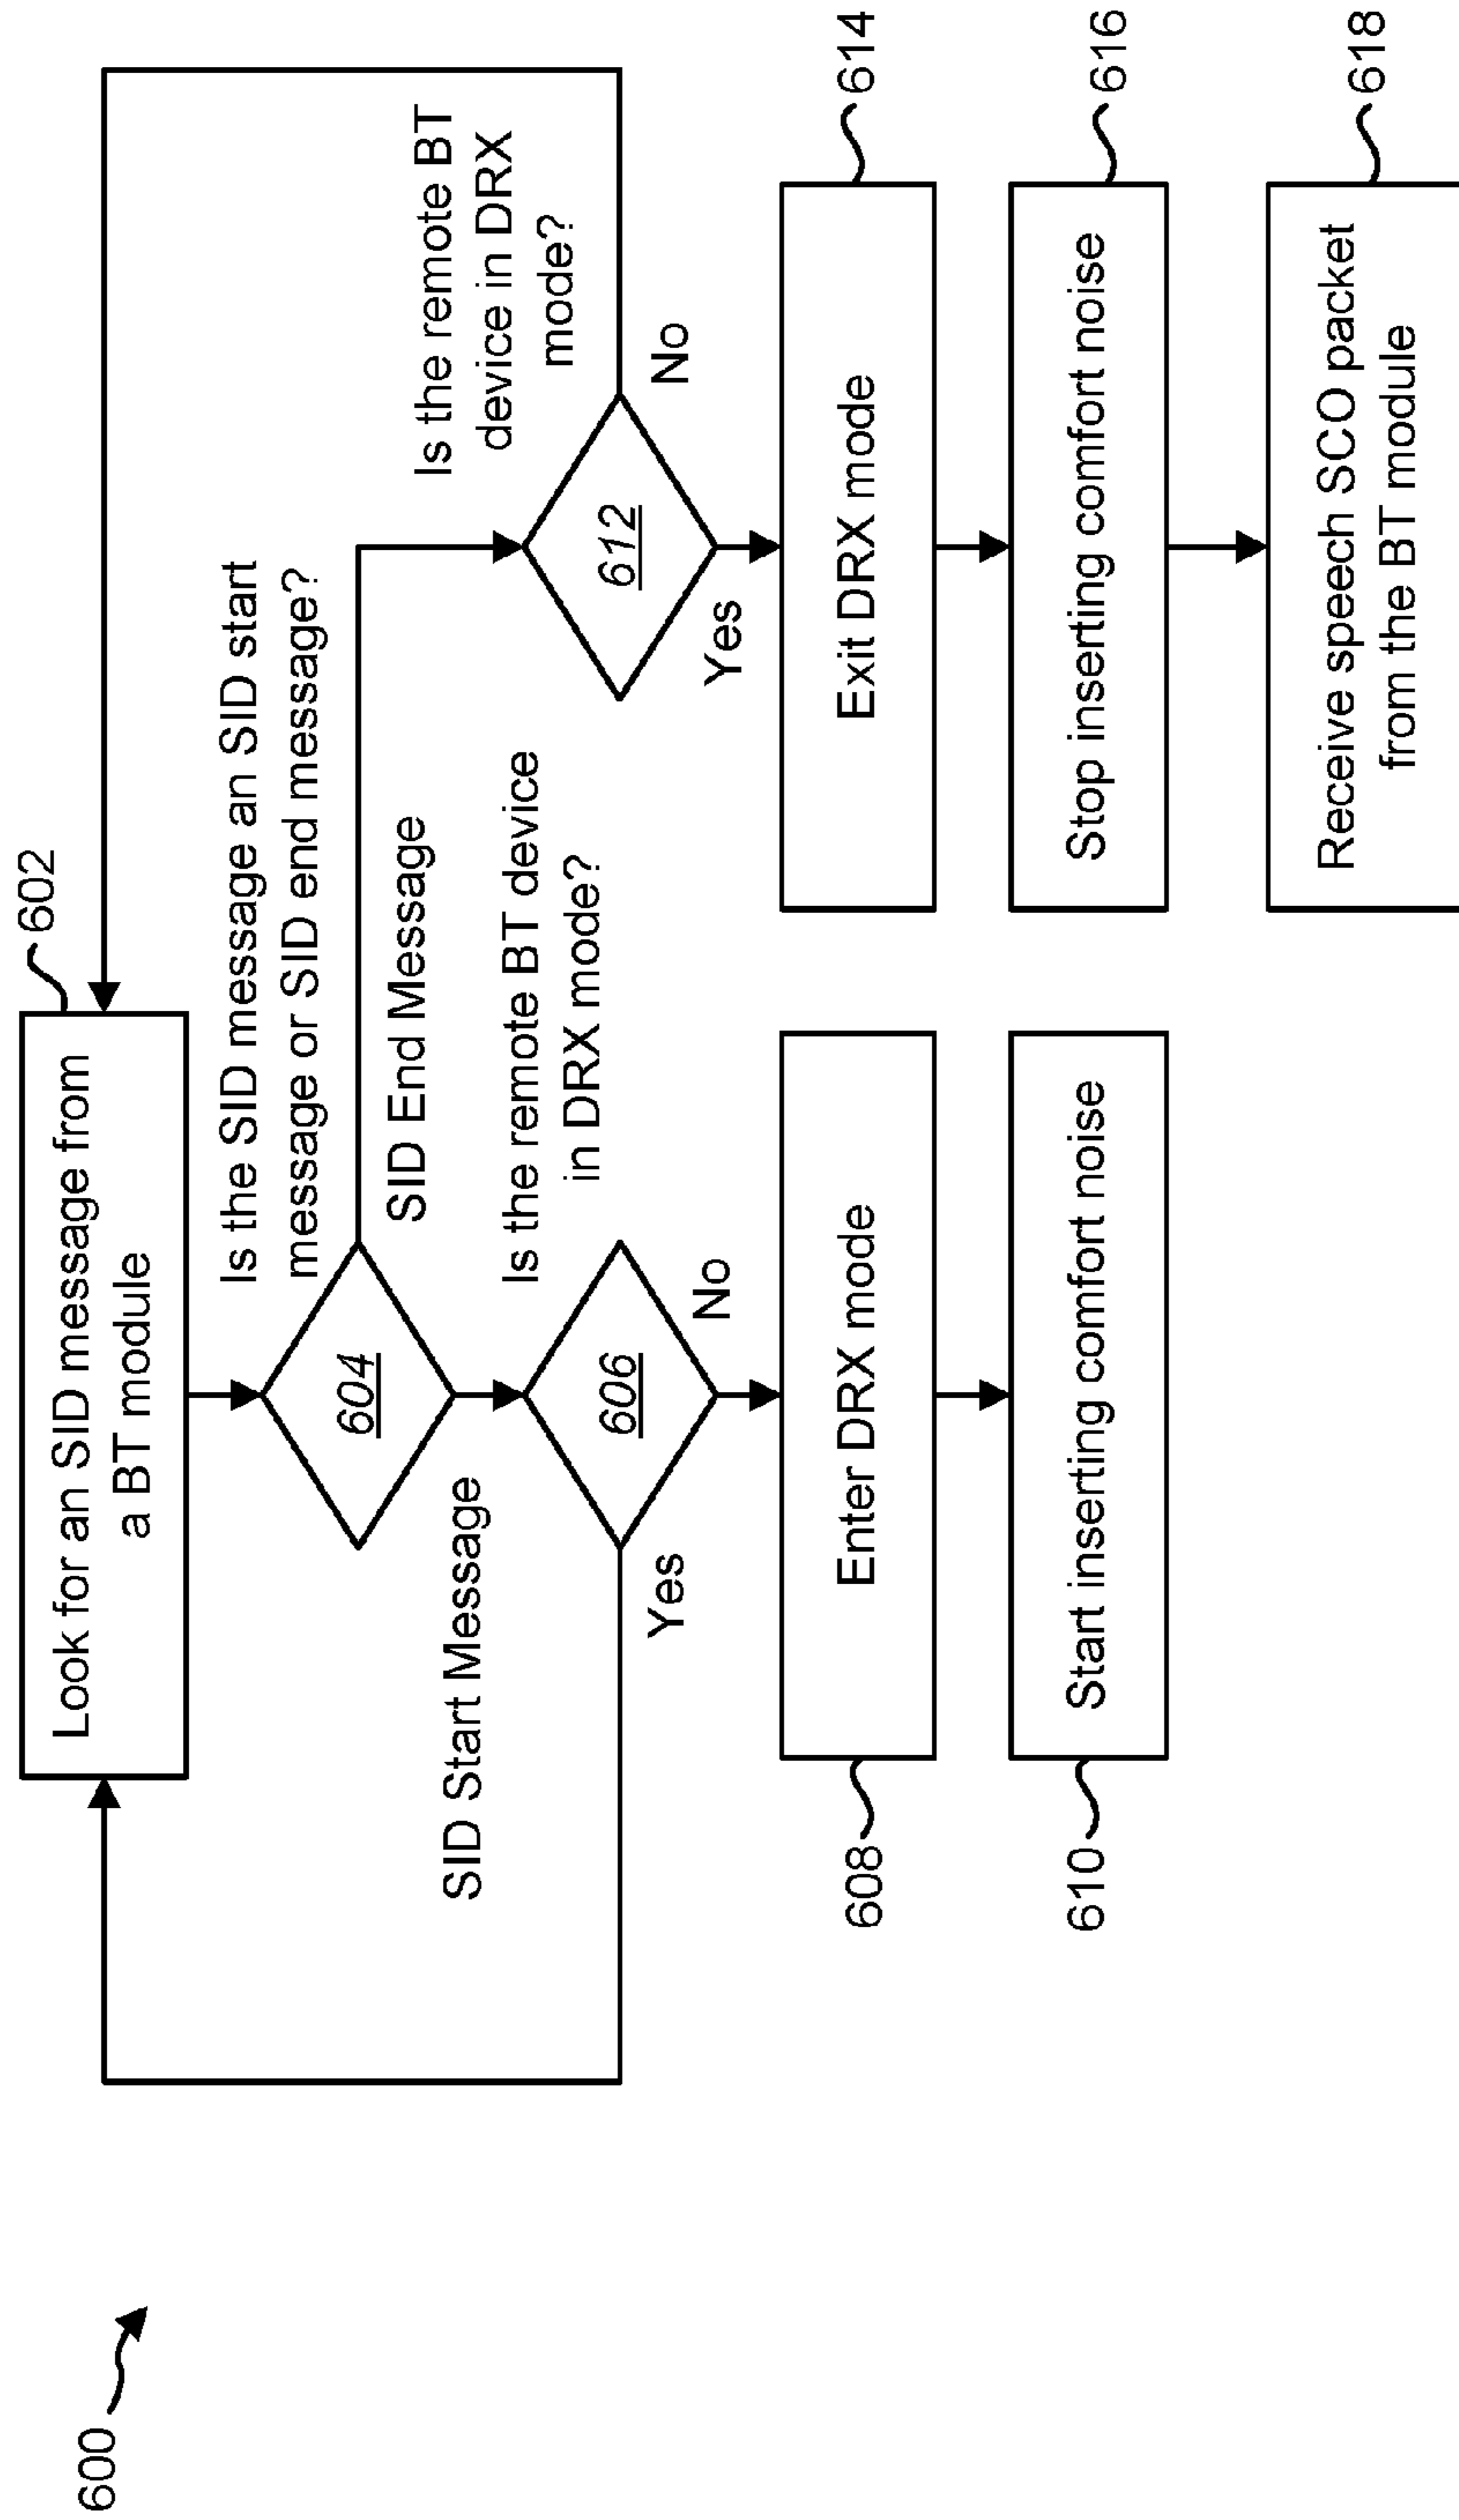 600
602
Look for an SID message from
a BT module
Is the SID message an SID start
message or SID end message?
604
SID End Message
SID Start Message
Is the remote BT device
in DRX mode?
606
Yes
No
Is the remote BT
device in DRX
mode?
612
No
Yes
608
Enter DRX mode
610
Start inserting comfort noise
Exit DRX mode
614
Stop inserting comfort noise
616
Receive speech SCO packet
from the BT module
618